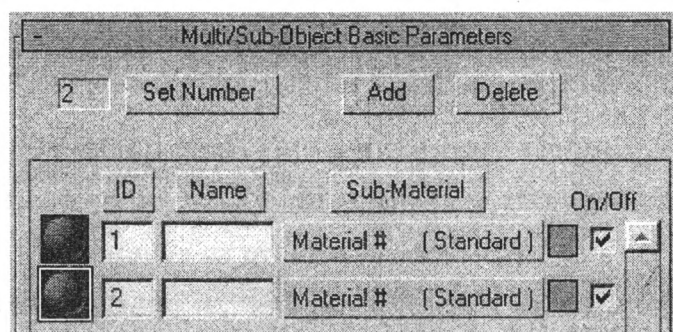 - Multi/Sub-Object Basic Parameters
2 Set Number Add Delete
ID Name Sub-Material On/Off
1 Material # (Standard)
2 Material # (Standard)